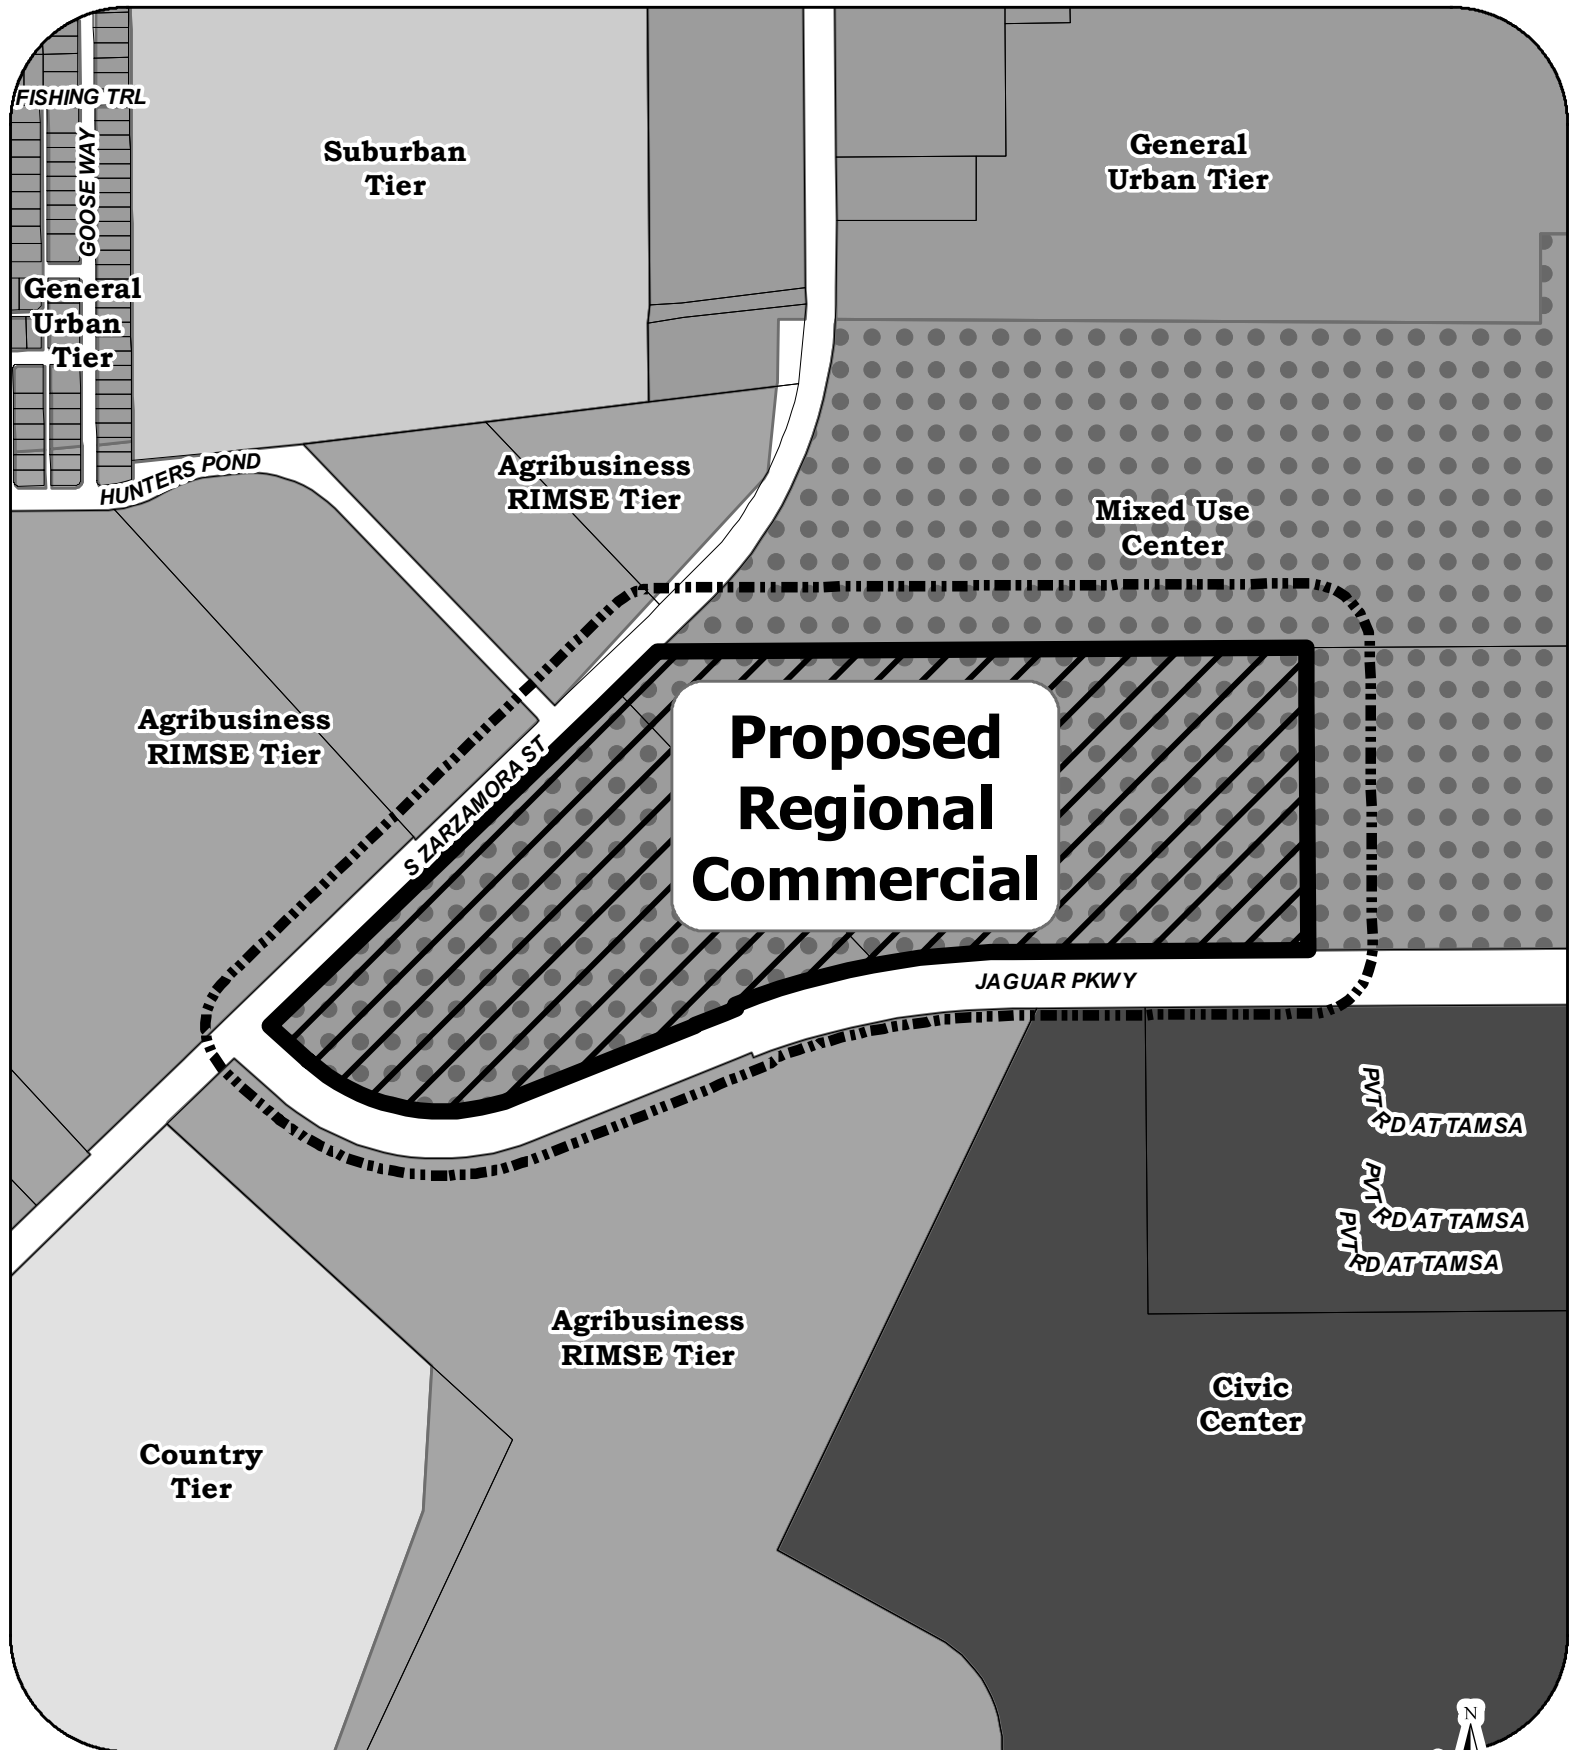 FISHING TRL
GOOSE WAY
Suburban
Tier
General
Urban Tier
General
Urban
Tier
HUNTERS POND
Agribusiness
RIMSE Tier
Mixed Use
Center
Agribusiness
RIMSE Tier
S ZARZAMORA ST
Proposed
Regional
Commercial
JAGUAR PKWY
PVT RD AT TAMSA
PVT RD AT TAMSA
PVT RD AT TAMSA
Agribusiness
RIMSE Tier
Civic
Center
Country
Tier
N